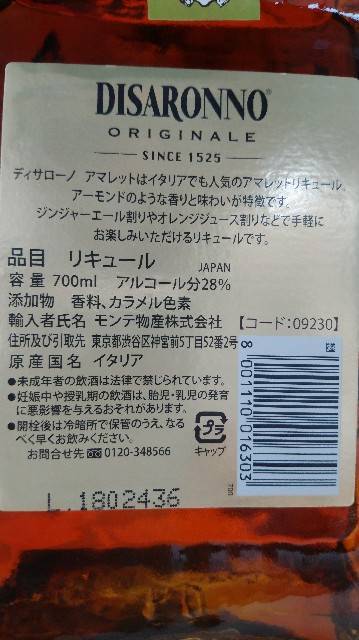 DISARONNO®
ORIGINALE
SINCE 1525
ディサローノ アマレットはイタリアでも人気のアマレットリキュール。
アーモンドのような香りと味わいが特徴です。
ジンジャーエール割りやオレンジジュース割などで手軽に
お楽しみいただけるリキュールです。
品目 リキュール JAPAN
容量 700ml アルコール分28%
添加物 香料、カラメル色素
輸入者氏名 モンテ物産株式会社 【コード:09230】
住所及び引取先 東京都渋谷区神宮前5丁目52番2号
原産国名 イタリア
●未成年者の飲酒は法律で禁じられています。
●妊娠中や授乳期の飲酒は、胎児・乳児の発育
に悪影響を与えるおそれがあります。
●開栓後は冷暗所で保管のうえ、なる
べく早くお飲みください。
お問合せ先 0120-348566
プラ
キャップ
8 001110 016303
L.1802436